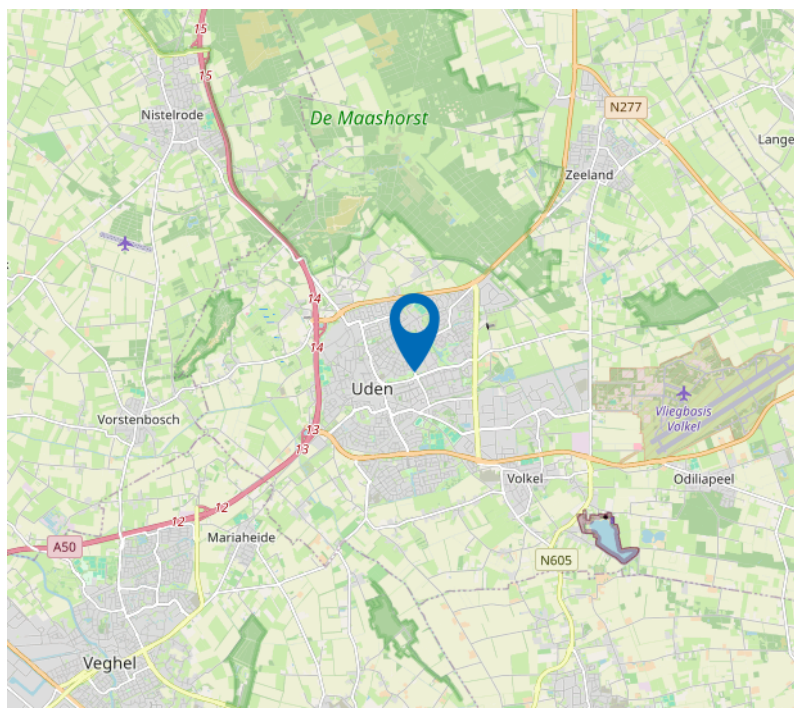 15
15
Nistelrode
De Maashorst
N277
Lange
Zeeland
14
14
Uden
Vliegbasis
Volkel
Vorstenbosch
13
13
Volkel
Odiliapeel
12
12
Mariaheide
A50
N605
Veghel